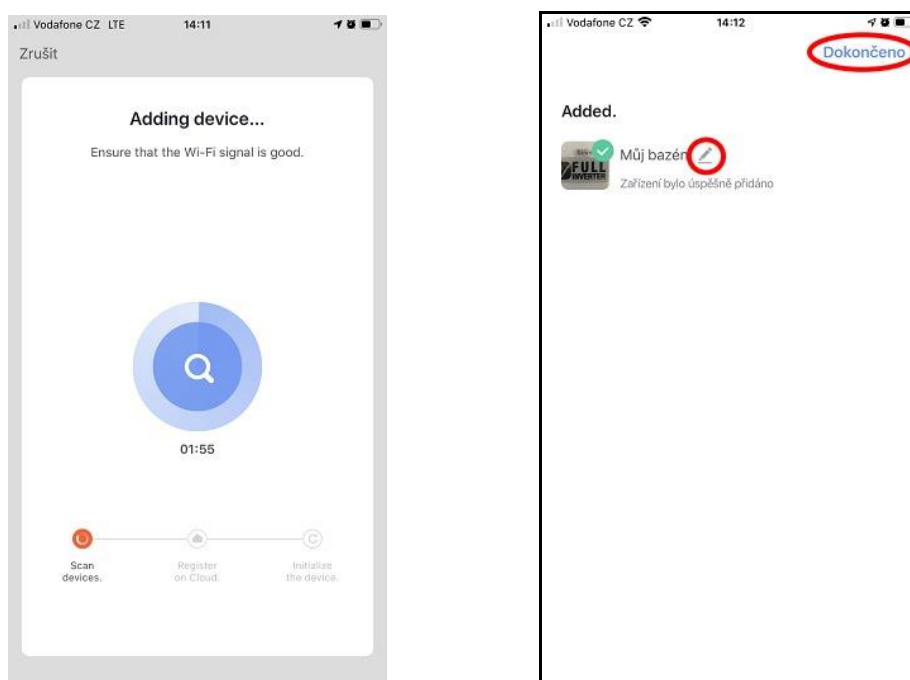 Vodafone CZ LTE 14:11
Zrušit
Adding device...
Ensure that the Wi-Fi signal is good.
01:55
Scan
devices.
Register
on Cloud.
Initialize
the device.
Vodafone CZ 14:12
Dokončeno
Added.
Můj bazén
FULL
INVERTER
Zařízení bylo úspěšně přidáno